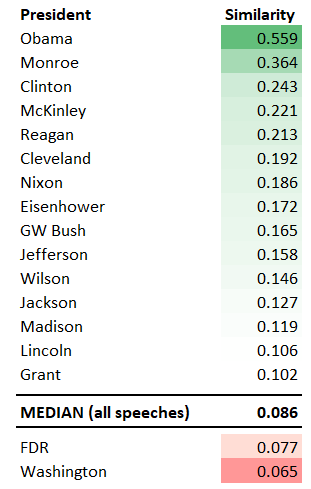 President Similarity
Obama 0.559
Monroe 0.364
Clinton 0.243
McKinley 0.221
Reagan 0.213
Cleveland 0.192
Nixon 0.186
Eisenhower 0.172
GW Bush 0.165
Jefferson 0.158
Wilson 0.146
Jackson 0.127
Madison 0.119
Lincoln 0.106
Grant 0.102
MEDIAN (all speeches) 0.086
FDR 0.077
Washington 0.065